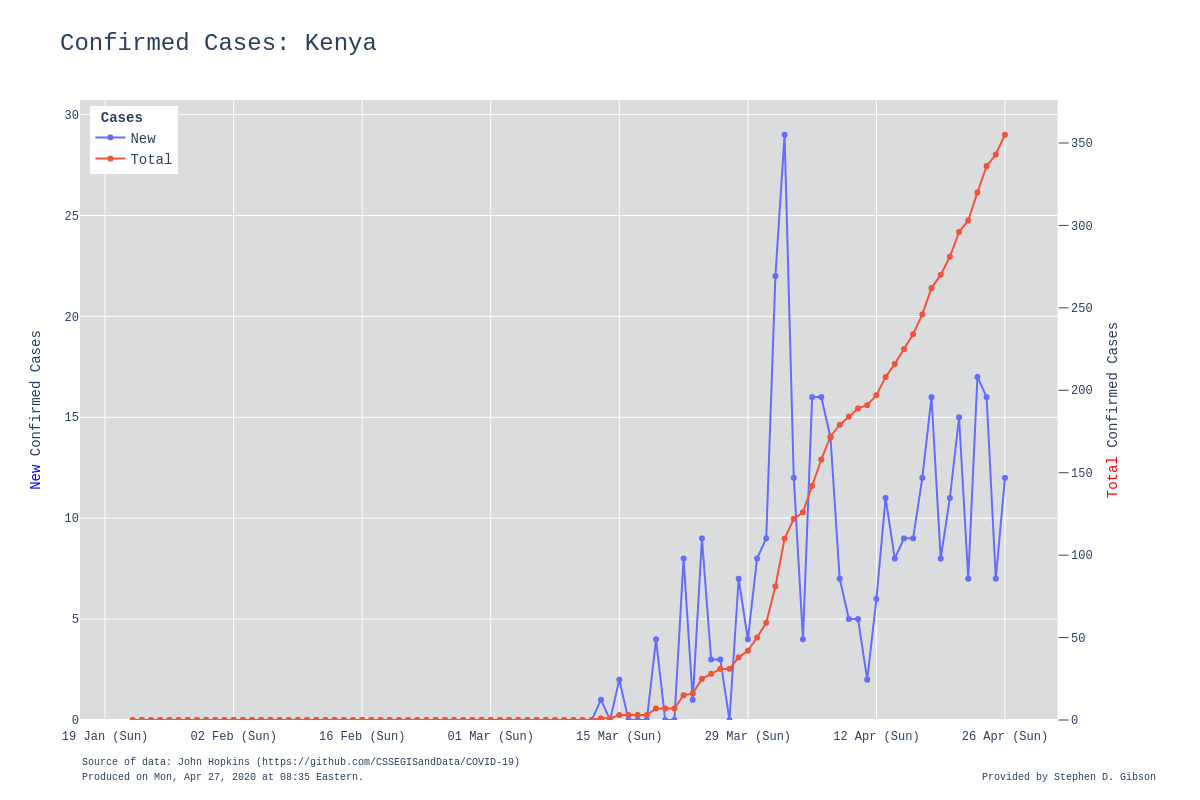 Confirmed Cases: Kenya
Cases
New
Total
30
25
20
15
10
5
0
350
300
250
200
150
100
50
0
New Confirmed Cases
Total Confirmed Cases
19 Jan (Sun) 02 Feb (Sun) 16 Feb (Sun) 01 Mar (Sun) 15 Mar (Sun) 29 Mar (Sun) 12 Apr (Sun) 26 Apr (Sun)
Source of data: John Hopkins (https://github.com/CSSEGISandData/COVID-19)
Produced on Mon, Apr 27, 2020 at 08:35 Eastern.
Provided by Stephen D. Gibson